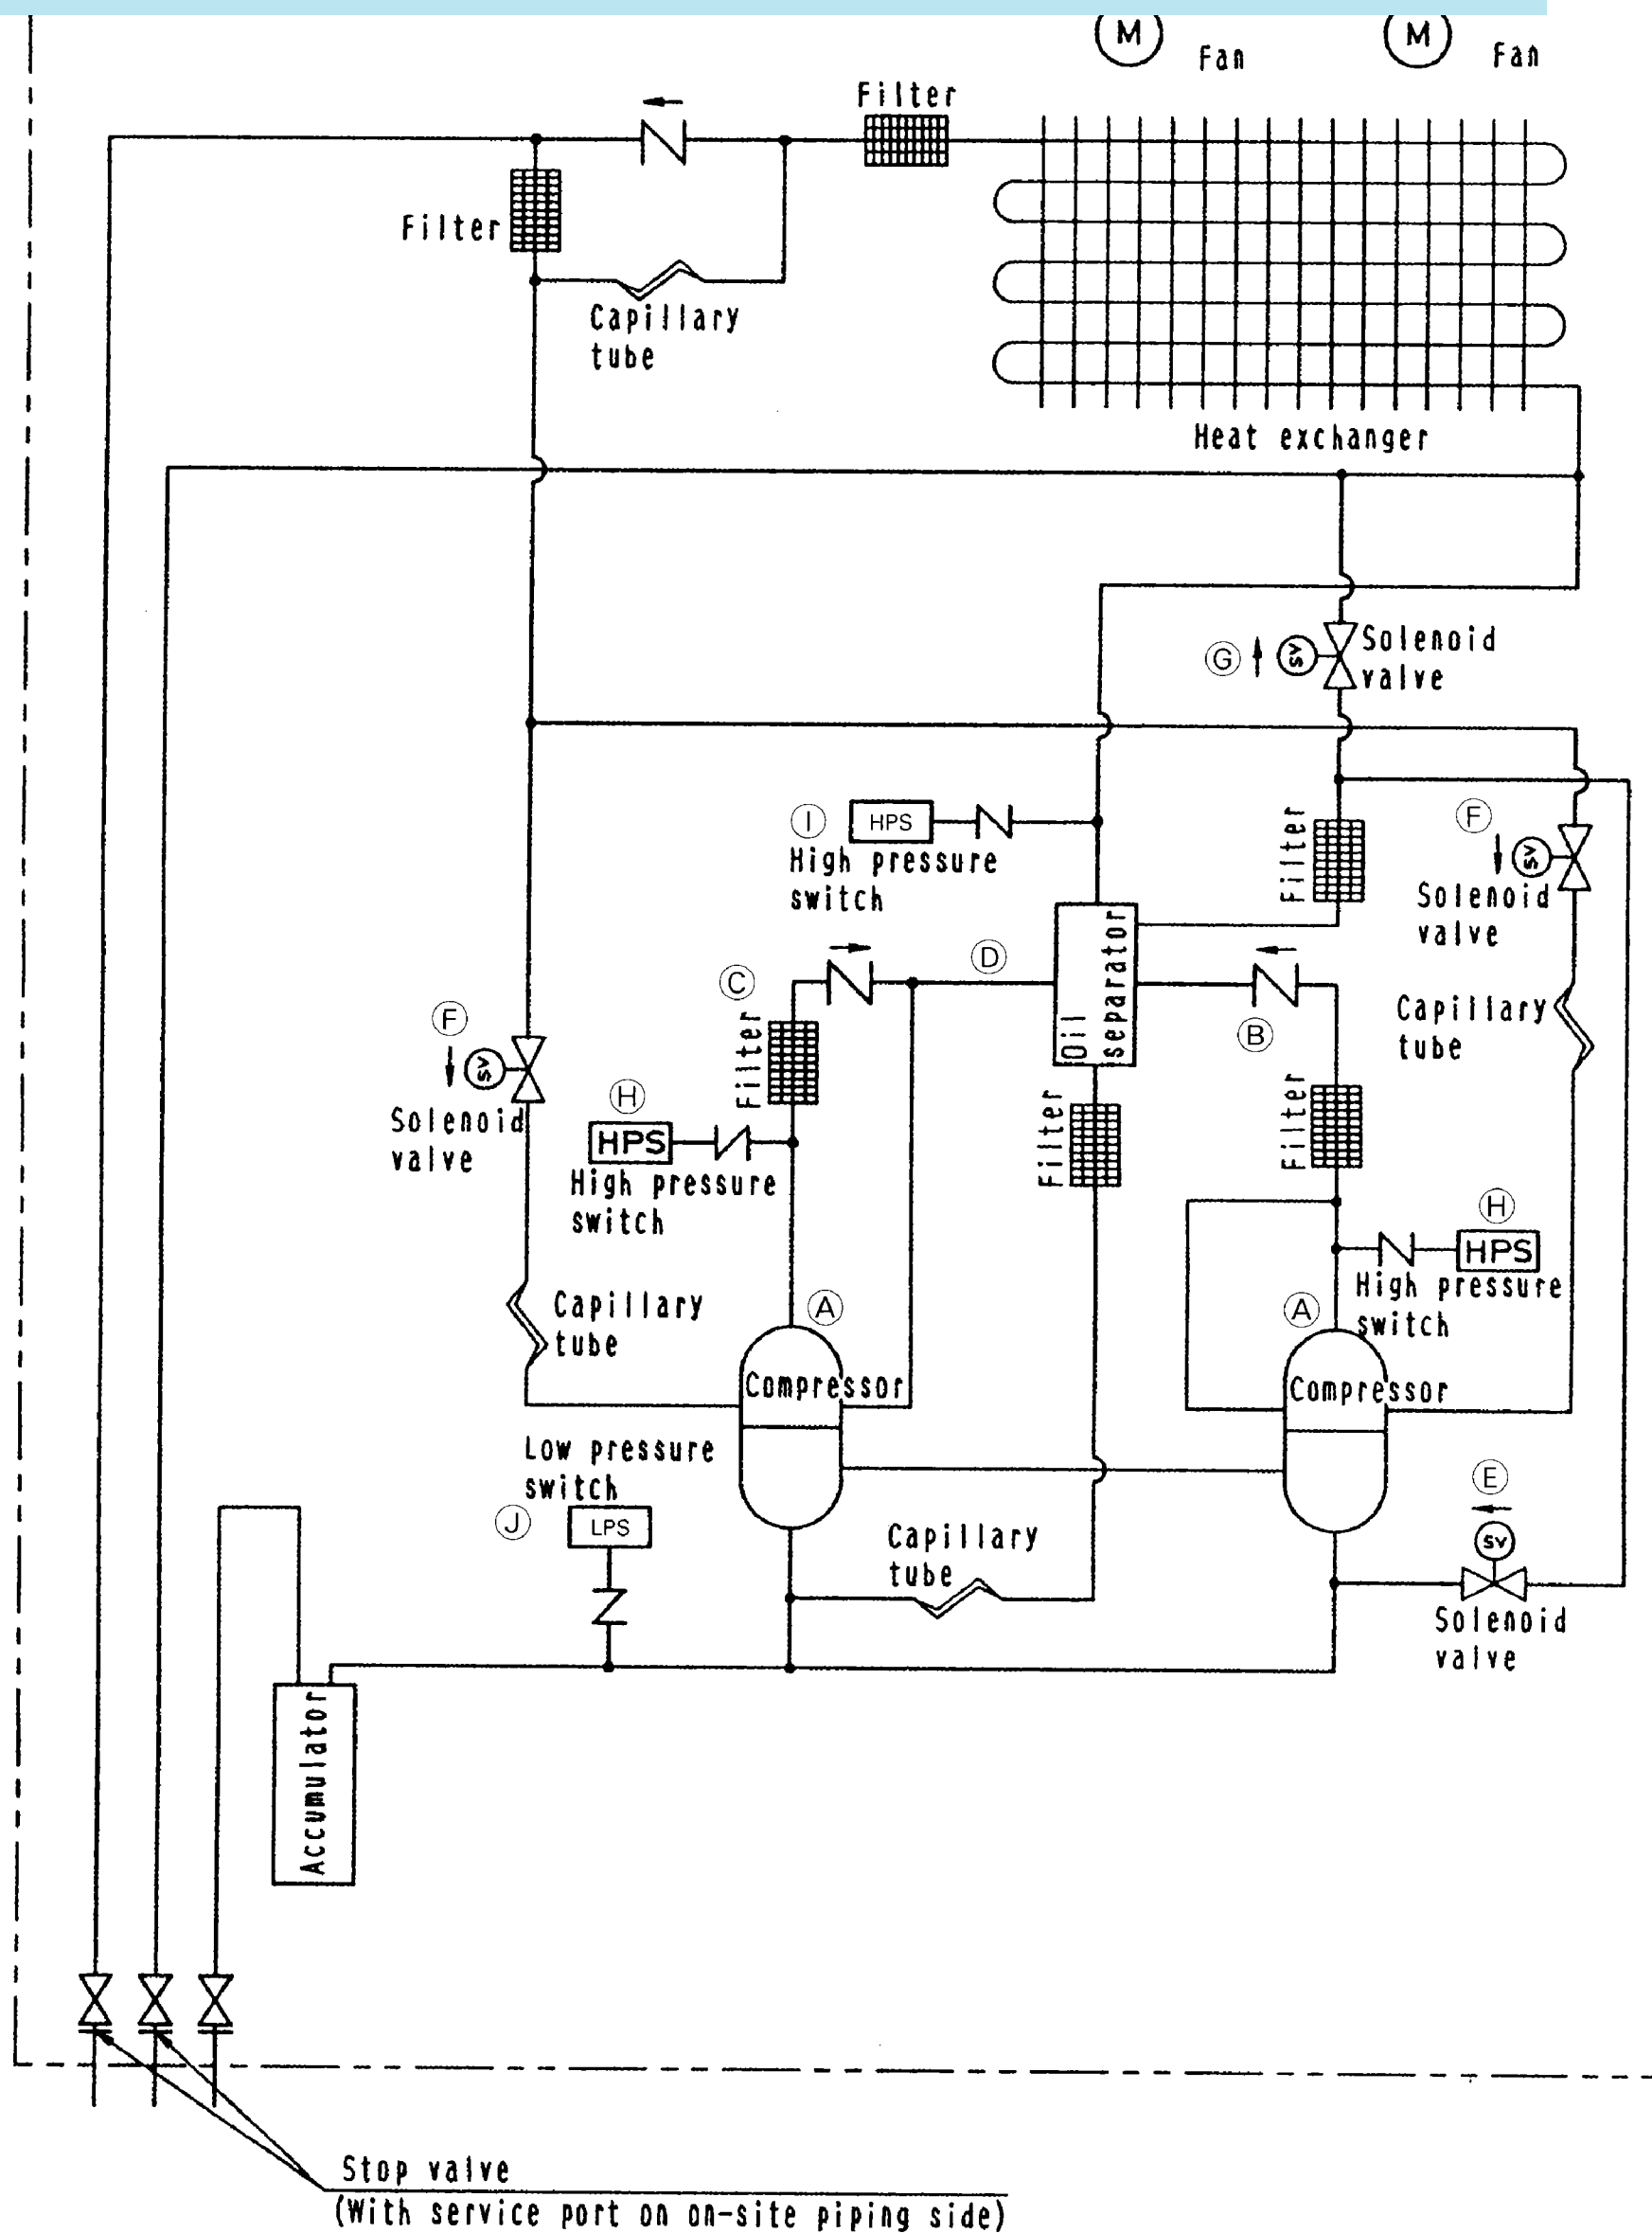 M
Fan
M
Fan
Filter
Filter
Capillary
tube
Heat exchanger
G
SV
Solenoid
valve
I
HPS
High pressure
switch
Filter
F
SV
Solenoid
valve
C
D
Oil
separator
B
Capillary
tube
F
SV
Solenoid
valve
Filter
H
HPS
High pressure
switch
Filter
Filter
H
HPS
High pressure
switch
Capillary
tube
A
Compressor
A
Compressor
Low pressure
switch
J
LPS
Capillary
tube
E
SV
Solenoid
valve
Accumulator
Stop valve
(With service port on on-site piping side)